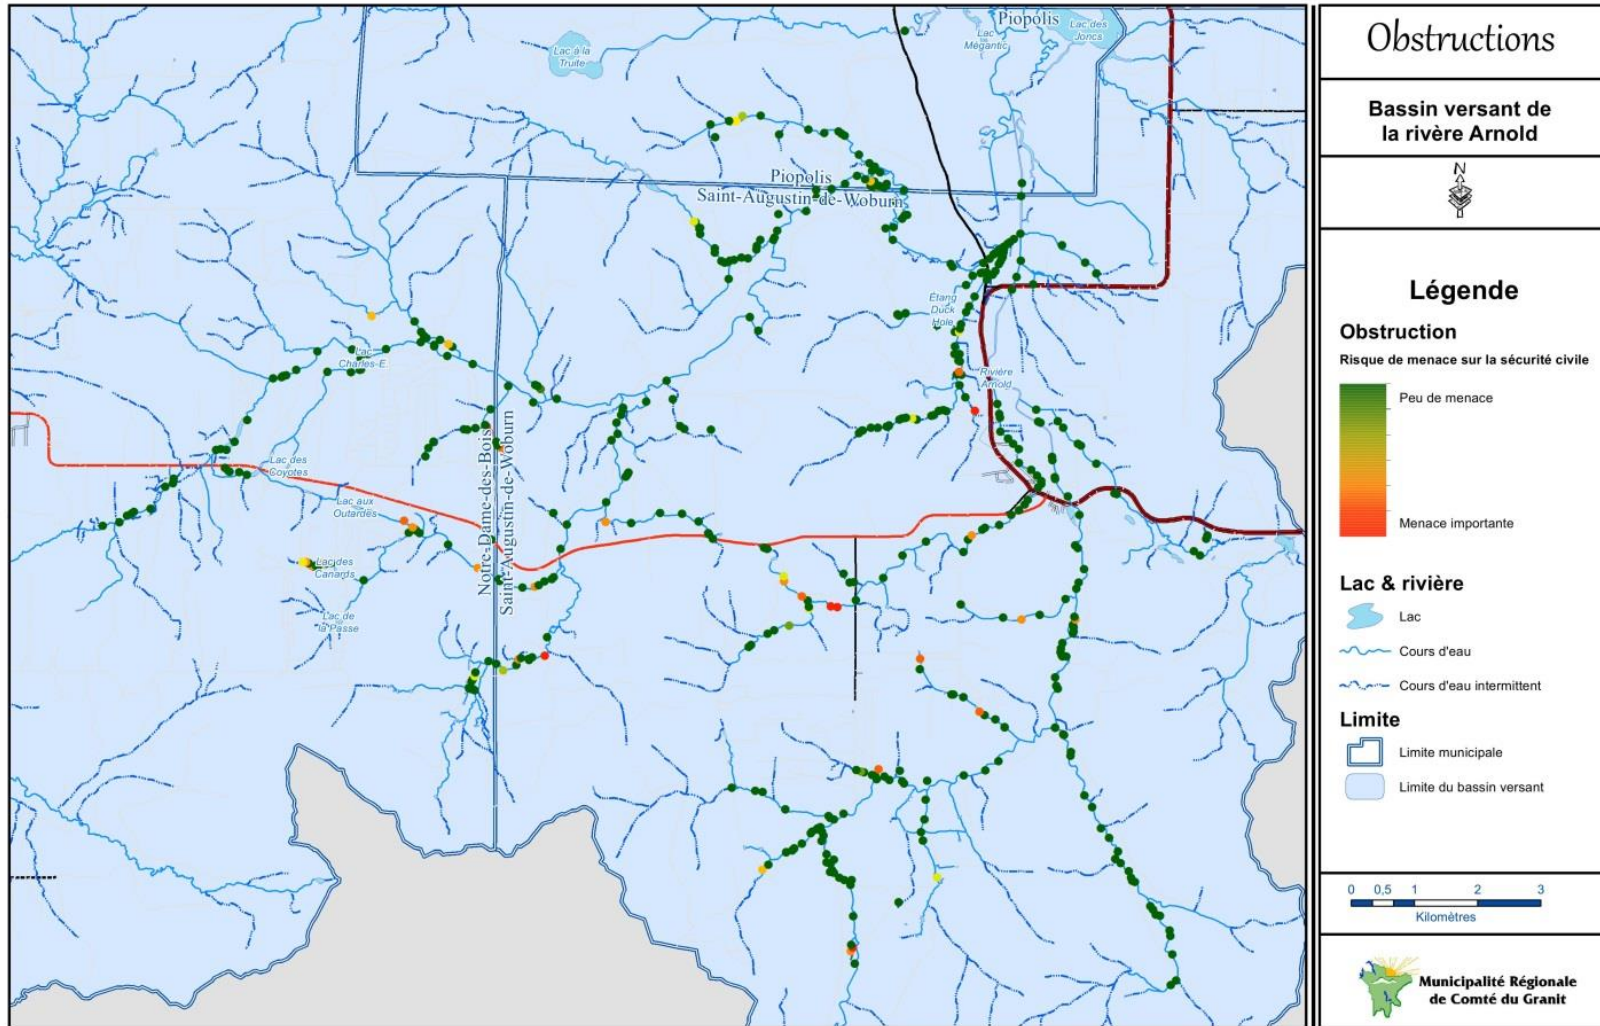 Piopolis
Lac des
Joncs
Lac
Mégantic
Lac à la
Truite
Piopolis
Saint-Augustin-de-Woburn
Étang
Duck
Hole
Lac
Charles-E.
Rivière
Arnold
Notre-Dame-des-Bois
Saint-Augustin-de-Woburn
Lac des
Coyotes
Lac aux
Outardes
Lac des
Canards
Lac de
la Passe
Obstructions
Bassin versant de
la rivère Arnold
N
Légende
Obstruction
Risque de menace sur la sécurité civile
Peu de menace
Menace importante
Lac & rivière
Lac
Cours d'eau
Cours d'eau intermittent
Limite
Limite municipale
Limite du bassin versant
0 0,5 1 2 3
Kilomètres
Municipalité Régionale
de Comté du Granit